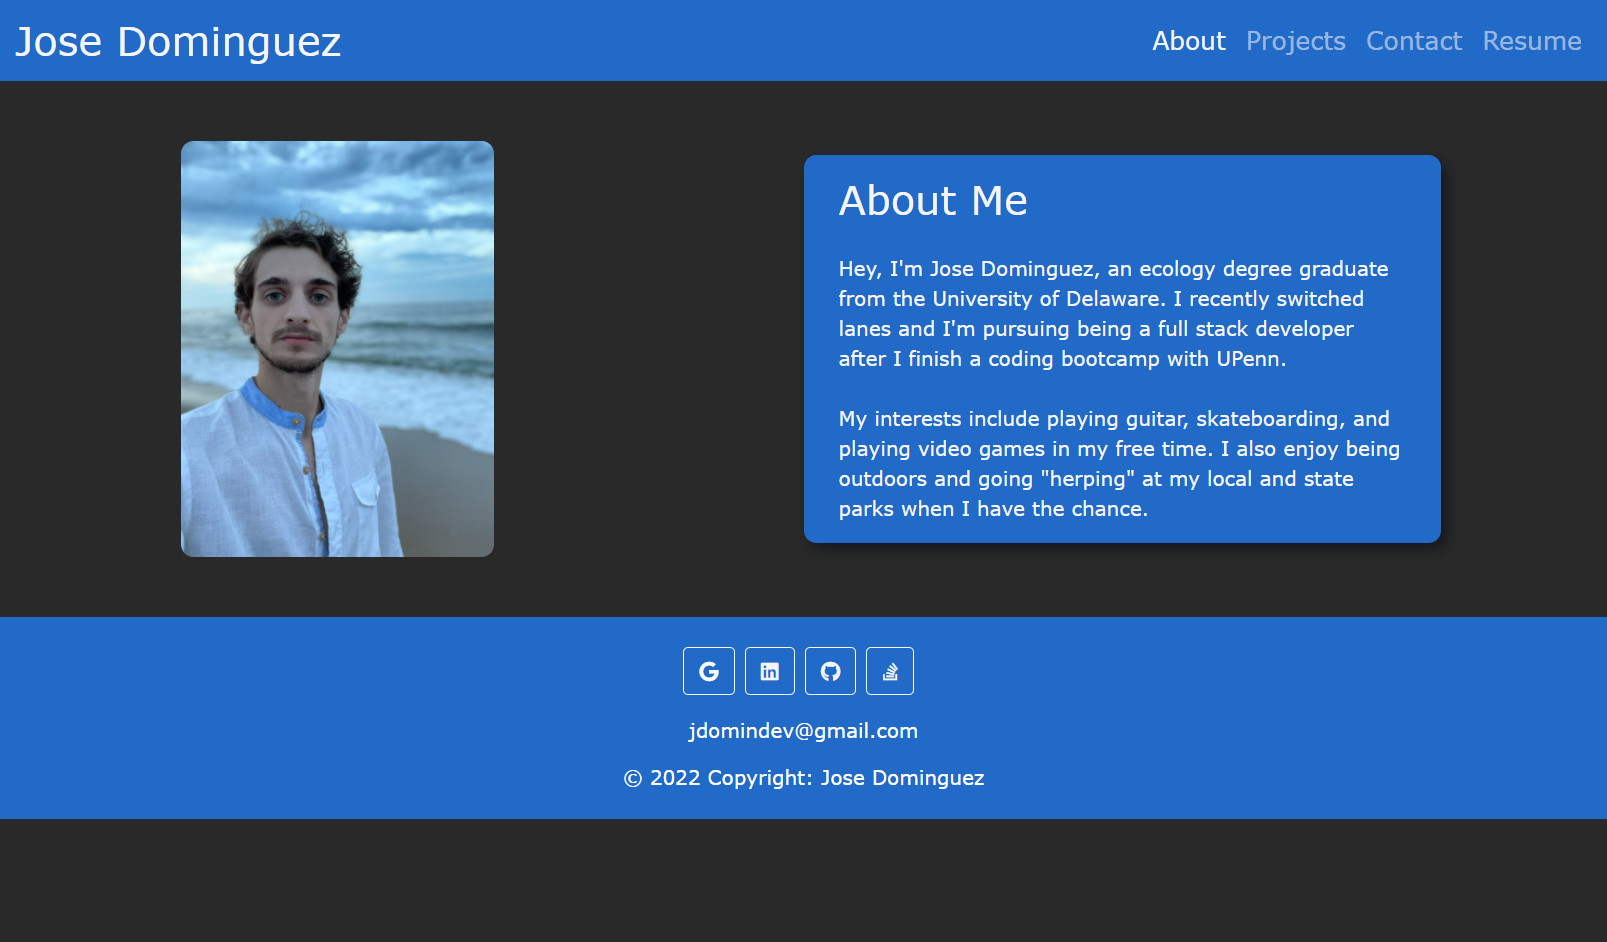 Jose Dominguez
About Projects Contact Resume
About Me
Hey, I'm Jose Dominguez, an ecology degree graduate
from the University of Delaware. I recently switched
lanes and I'm pursuing being a full stack developer
after I finish a coding bootcamp with UPenn.
My interests include playing guitar, skateboarding, and
playing video games in my free time. I also enjoy being
outdoors and going "herping" at my local and state
parks when I have the chance.
jdomindev@gmail.com
© 2022 Copyright: Jose Dominguez